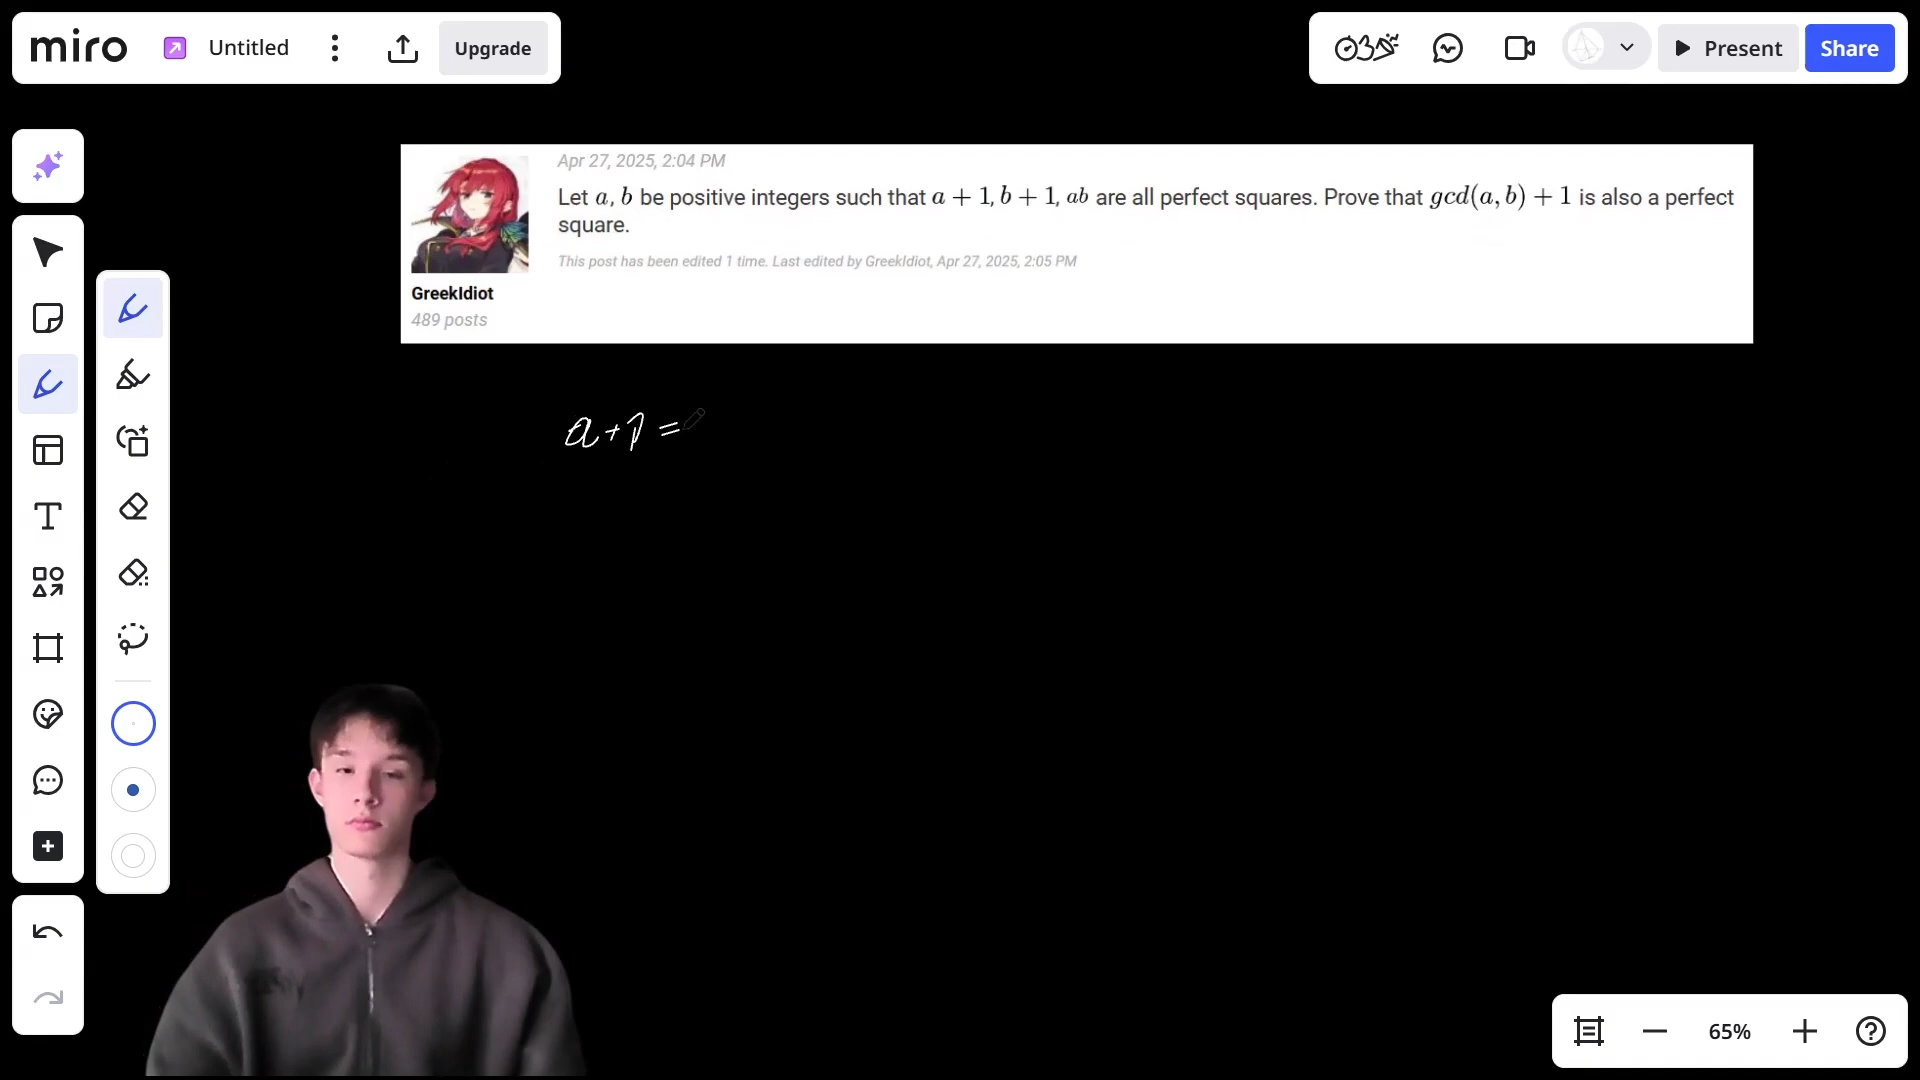 miro Untitled Upgrade
Present Share
Apr 27, 2025, 2:04 PM
Let a, b be positive integers such that a + 1, b + 1, ab are all perfect squares. Prove that gcd(a, b) + 1 is also a perfect
square.
This post has been edited 1 time. Last edited by GreekIdiot, Apr 27, 2025, 2:05 PM
GreekIdiot
489 posts
a+1=
65%